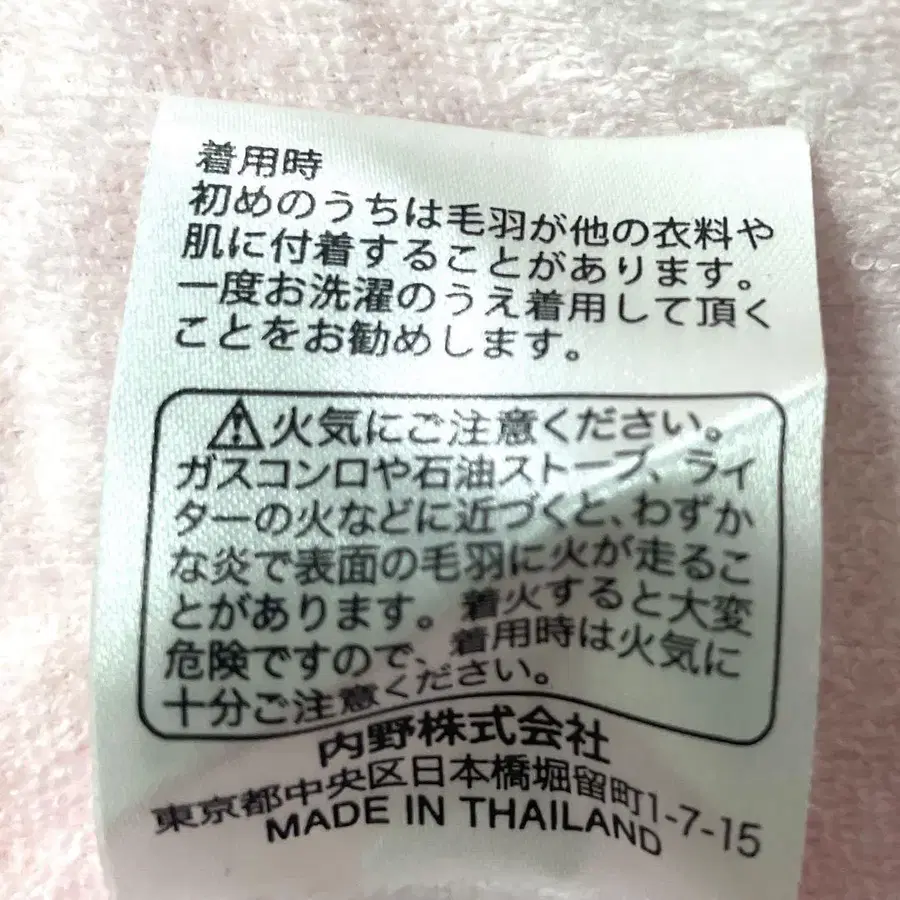 着用時
初めのうちは毛羽が他の衣料や
肌に付着することがあります。
一度お洗濯のうえ着用して頂く
ことをお勧めします。
⚠火気にご注意ください。
ガスコンロや石油ストーブ、ライ
ターの火などに近づくと、わずか
な炎で表面の毛羽に火が走るこ
とがあります。着火すると大変
危険ですので、着用時は火気に
十分ご注意ください。
内野株式会社
東京都中央区日本橋堀留町1-7-15
MADE IN THAILAND